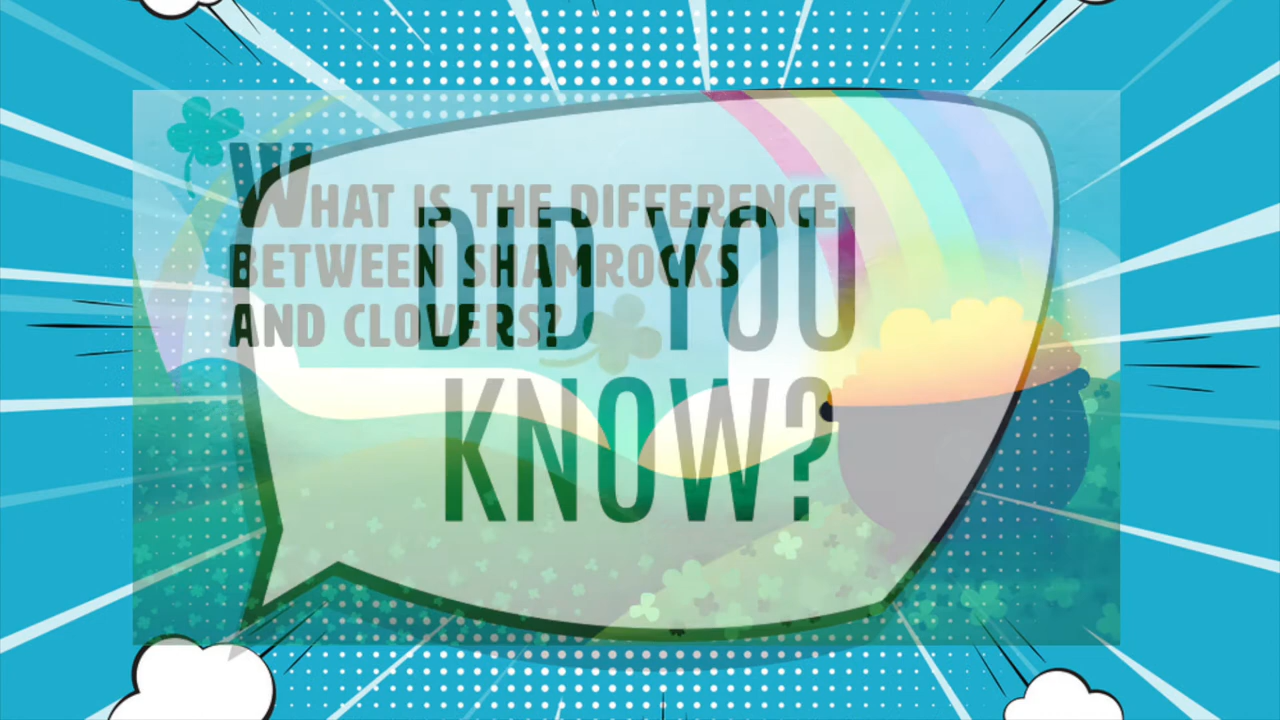 WHAT IS THE DIFFERENCE
BETWEEN SHAMROCKS
AND CLOVERS?
DID YOU
KNOW?